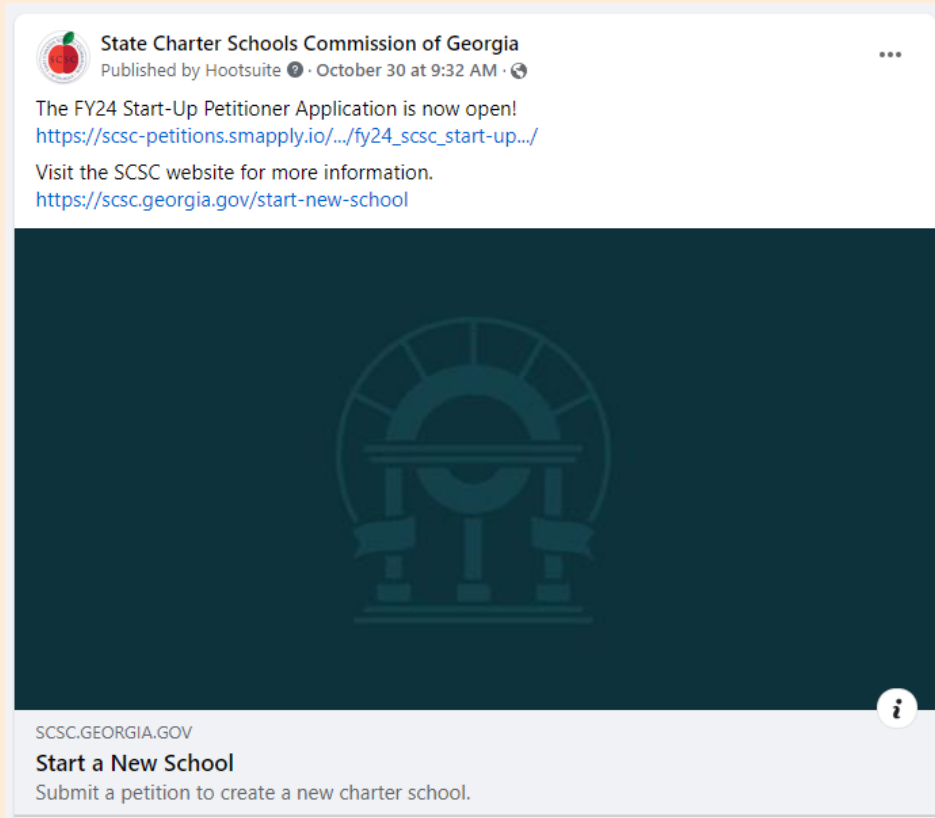 State Charter Schools Commission of Georgia
Published by Hootsuite · October 30 at 9:32 AM ·
The FY24 Start-Up Petitioner Application is now open!
https://scsc-petitions.smapply.io/.../fy24_scsc_start-up.../
Visit the SCSC website for more information.
https://scsc.georgia.gov/start-new-school
SCSC.GEORGIA.GOV
Start a New School
Submit a petition to create a new charter school.